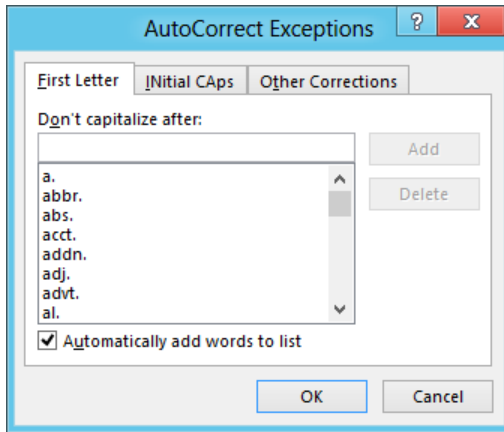 AutoCorrect Exceptions ? x
First Letter INitial CAps Other Corrections
Don't capitalize after:
Add
a.
abbr.
abs.
acct.
addn.
adj.
advt.
al.
Delete
Automatically add words to list
OK Cancel